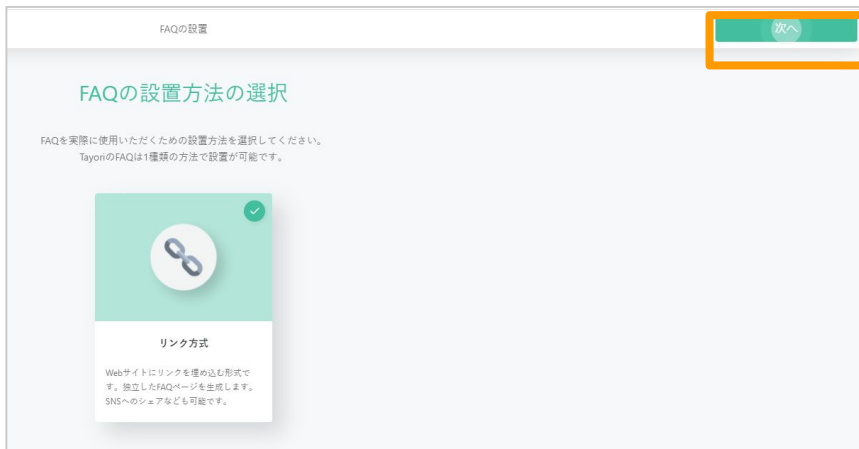 FAQの設置
次へ
FAQの設置方法の選択
FAQを実際に使用いただくための設置方法を選択してください。
TayoriのFAQは1種類の方法で設置が可能です。
リンク方式
Webサイトにリンクを埋め込む形式で
す。独立したFAQページを生成します。
SNSへのシェアなども可能です。